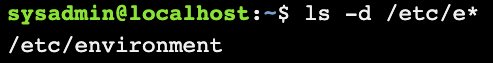 sysadmin@localhost:~$ ls -d /etc/e*
/etc/environment